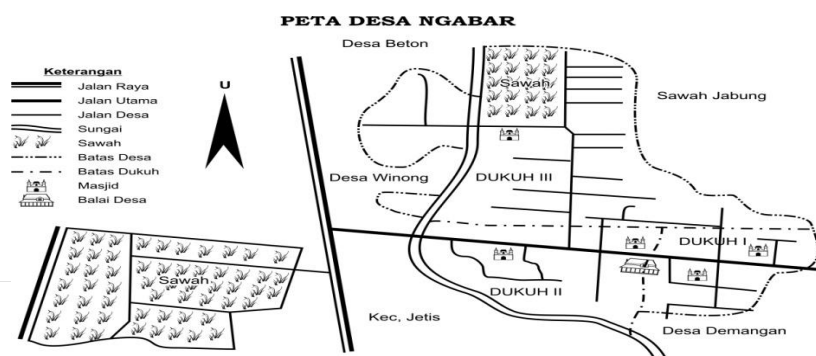 PETA DESA NGABAR
Desa Beton
Keterangan
Jalan Raya
Jalan Utama
Jalan Desa
Sungai
Sawah
Batas Desa
Batas Dukuh
Masjid
Balai Desa
U
Sawah
Sawah Jabung
Desa Winong
DUKUH III
DUKUH I
Sawah
DUKUH II
Kec, Jetis
Desa Demangan